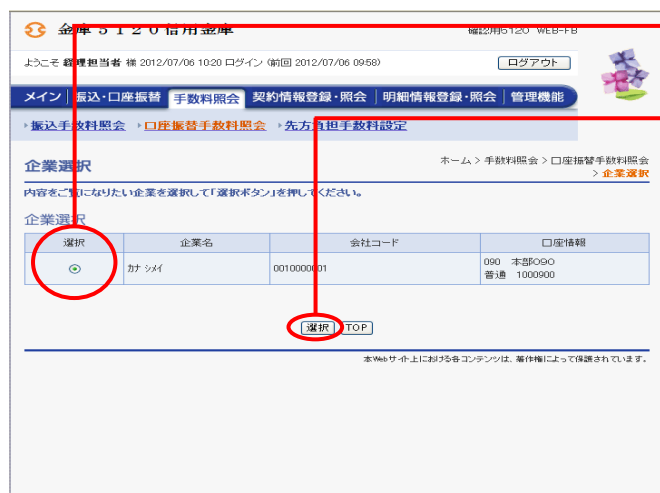 金庫5120信用金庫
確認用5120 WEB-FB
ようこそ 経理担当者 様 2012/07/06 10:20 ログイン (前回 2012/07/06 09:58)
ログアウト
メイン 振込・口座振替 手数料照会 契約情報登録・照会 明細情報登録・照会 管理機能
振込手数料照会 口座振替手数料照会 先方負担手数料設定
企業選択
ホーム > 手数料照会 > 口座振替手数料照会
> 企業選択
内容をご覧になりたい企業を選択して「選択ボタン」を押してください。
企業選択
選択 企業名 会社コード 口座情報
カナ シメイ 0010000001 090 本部090
普通 1000900
選択 TOP
本Webサイト上における各コンテンツは、著作権によって保護されています。